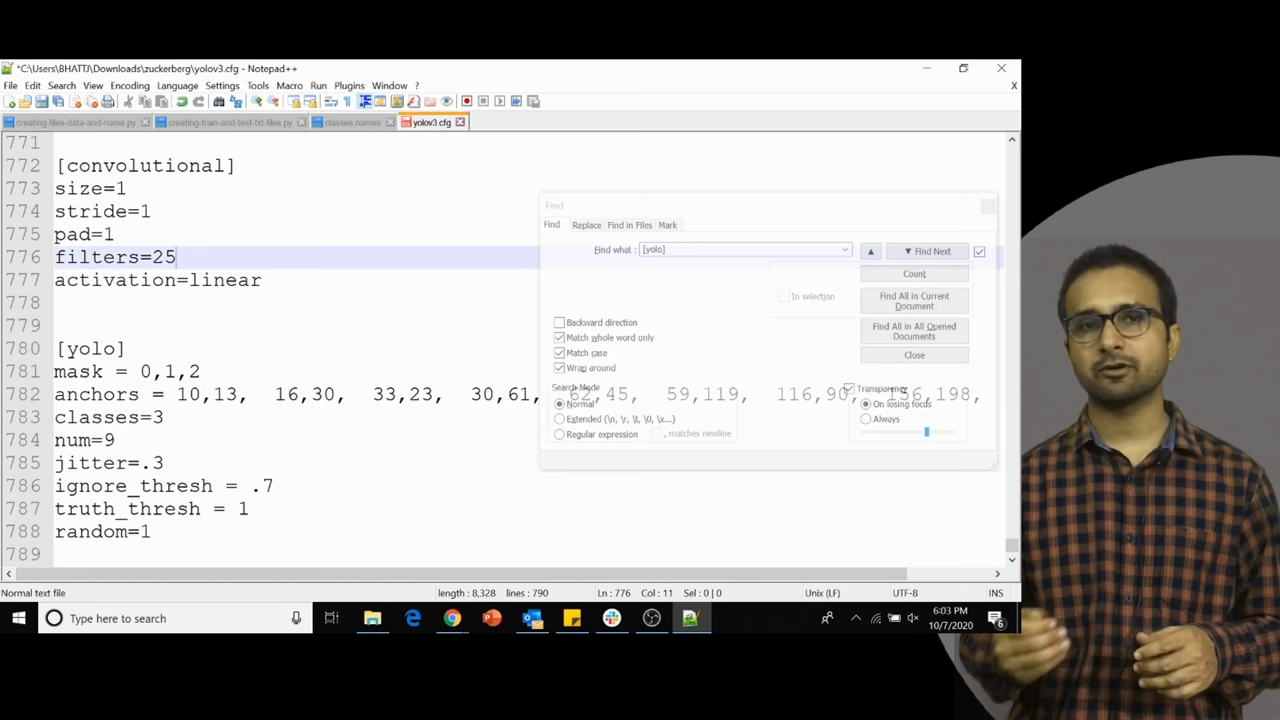 *C:\Users\BHATTJ\Downloads\zuckerberg\yolov3.cfg - Notepad++
File Edit Search View Encoding Language Settings Tools Macro Run Plugins Window ? X
creating-files-data-and-name.py creating-train-and-test-txt-files.py classes.names yolov3.cfg
771
772 [convolutional]
773 size=1
774 stride=1
775 pad=1
776 filters=25
777 activation=linear
778
779
780 [yolo]
781 mask = 0,1,2
782 anchors = 10,13, 16,30, 33,23, 30,61, 62,45, 59,119, 116,90, 156,198,
783 classes=3
784 num=9
785 jitter=.3
786 ignore_thresh = .7
787 truth_thresh = 1
788 random=1
789
Find
Find Replace Find in Files Mark
Find what : [yolo] ▲ ▼ Find Next
Count
In selection
Find All in Current Document
Find All in All Opened Documents
Close
Backward direction
Match whole word only
Match case
Wrap around
Search Mode
Normal
Extended (\n, \r, \t, \0, \x...)
Regular expression . matches newline
Transparency
On losing focus
Always
Normal text file length : 8,328 lines : 790 Ln : 776 Col : 11 Sel : 0 | 0 Unix (LF) UTF-8 INS
Type here to search
6:03 PM
10/7/2020
6